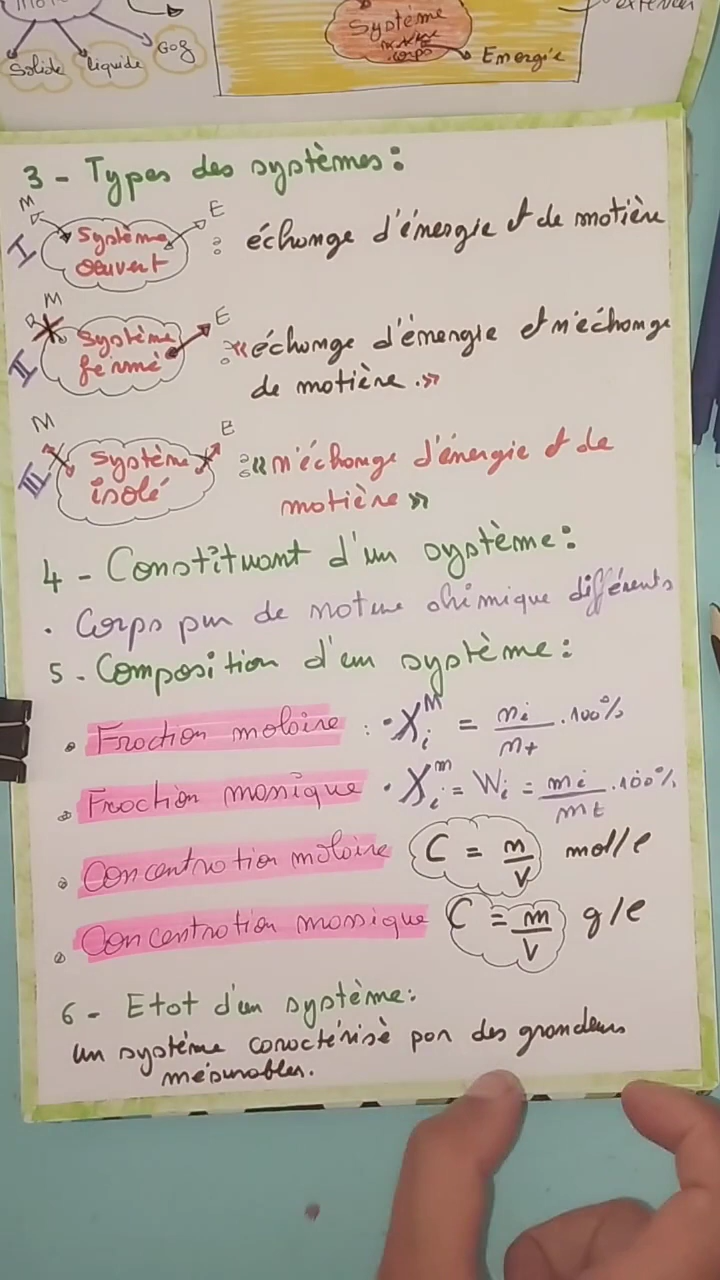 Solide
liquide
Gaz
Système
corps
Energie
3 - Types des systèmes :
M
E
I
Système
ouvert
: échange d'énergie et de matière
M
E
II
Système
fermé
: « échange d'énergie et n'échange
de matière. »
M
E
III
Système
isolé
: « n'échange d'énergie et de
matière »
4 - Constituant d'un système :
. Corps pur de nature chimique différents
5 - Composition d'un système :
• Fraction molaire : • X_i^M = n_i/n_t . 100%
• Fraction massique • X_i^m = W_i = m_i/m_t . 100%
• Concentration molaire C = n/V mol/l
• Concentration massique C = m/V g/l
6 - Etat d'un système :
un système caractérisé par des grandeurs
mésurables.